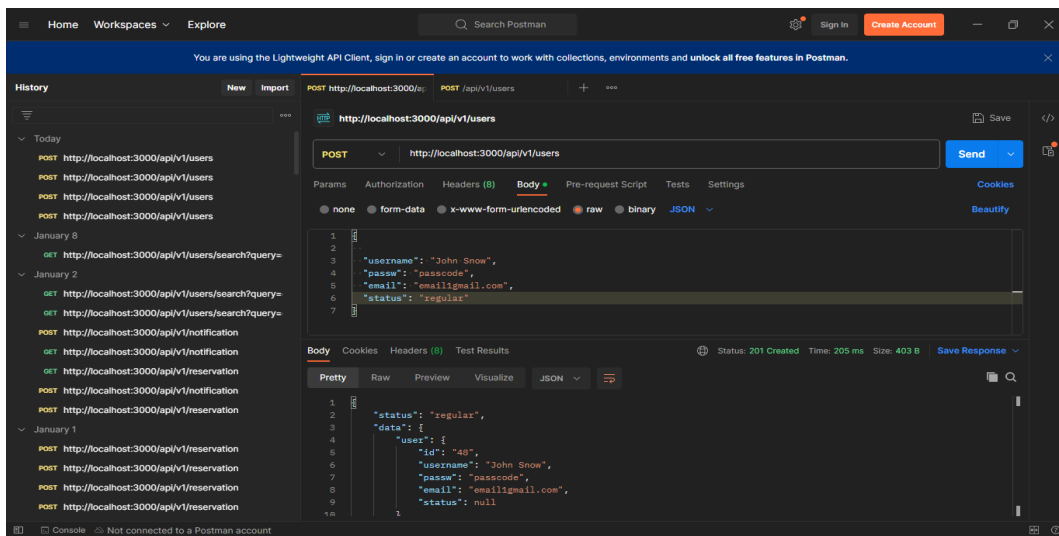 Home Workspaces Explore Search Postman Sign In Create Account
You are using the Lightweight API Client, sign in or create an account to work with collections, environments and unlock all free features in Postman.
History New Import POST http://localhost:3000/ap POST /api/v1/users
HTTP http://localhost:3000/api/v1/users Save
Today
POST http://localhost:3000/api/v1/users
POST http://localhost:3000/api/v1/users
POST http://localhost:3000/api/v1/users
POST http://localhost:3000/api/v1/users
January 8
GET http://localhost:3000/api/v1/users/search?query=
January 2
GET http://localhost:3000/api/v1/users/search?query=
GET http://localhost:3000/api/v1/users/search?query=
POST http://localhost:3000/api/v1/notification
GET http://localhost:3000/api/v1/notification
GET http://localhost:3000/api/v1/reservation
POST http://localhost:3000/api/v1/notification
POST http://localhost:3000/api/v1/reservation
January 1
POST http://localhost:3000/api/v1/reservation
POST http://localhost:3000/api/v1/reservation
POST http://localhost:3000/api/v1/reservation
POST http://localhost:3000/api/v1/reservation
POST http://localhost:3000/api/v1/users Send
Params Authorization Headers (8) Body Pre-request Script Tests Settings Cookies
none form-data x-www-form-urlencoded raw binary JSON Beautify
1 {
2
3 "username": "John Snow",
4 "passw": "passcode",
5 "email": "email1gmail.com",
6 "status": "regular"
7 }
Body Cookies Headers (8) Test Results Status: 201 Created Time: 205 ms Size: 403 B Save Response
Pretty Raw Preview Visualize JSON
1 {
2 "status": "regular",
3 "data": {
4 "user": {
5 "id": "48",
6 "username": "John Snow",
7 "passw": "passcode",
8 "email": "email1gmail.com",
9 "status": null
10 }
Console Not connected to a Postman account